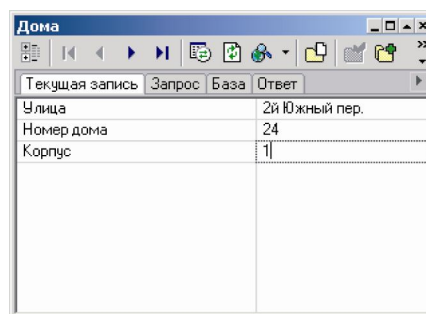 Дома
Текущая запись Запрос База Ответ
Улица 2й Южный пер.
Номер дома 24
Корпус 1